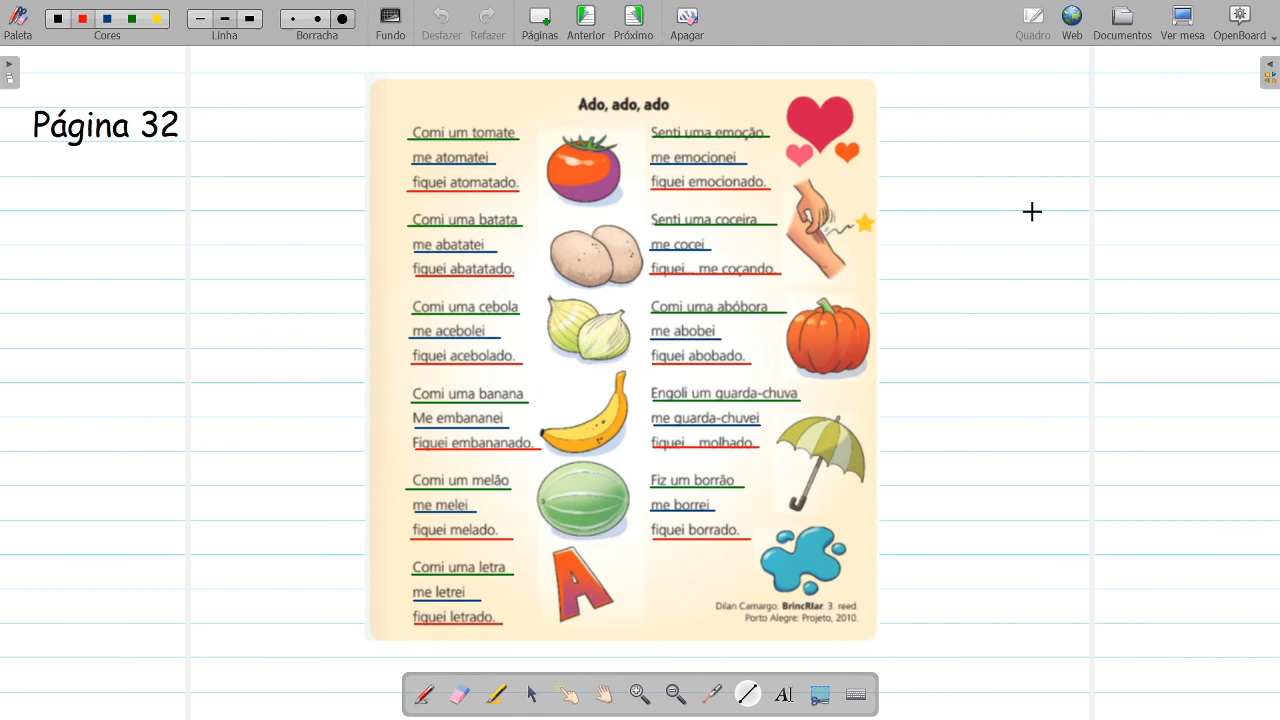 Paleta
Cores
Linha
Borracha
Fundo
Desfazer
Refazer
Páginas
Anterior
Próximo
Apagar
Quadro
Web
Documentos
Ver mesa
OpenBoard
Página 32
Ado, ado, ado
Comi um tomate
me atomatei
fiquei atomatado.
Comi uma batata
me abatatei
fiquei abatatado.
Comi uma cebola
me acebolei
fiquei acebolado.
Comi uma banana
Me embananei
Fiquei embananado.
Comi um melão
me melei
fiquei melado.
Comi uma letra
me letrei
fiquei letrado.
Senti uma emoção
me emocionei
fiquei emocionado.
Senti uma coceira
me cocei
fiquei... me coçando.
Comi uma abóbora
me abobei
fiquei abobado.
Engoli um guarda-chuva
me guarda-chuvei
fiquei... molhado.
Fiz um borrão
me borrei
fiquei borrado.
A
Dilan Camargo. BrincRIar. 3. reed.
Porto Alegre: Projeto, 2010.
AI